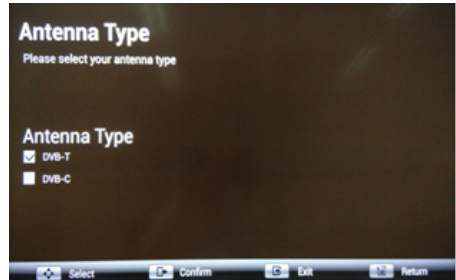 Antenna Type
Please select your antenna type
Antenna Type
DVB-T
DVB-C
Select Confirm Exit Return